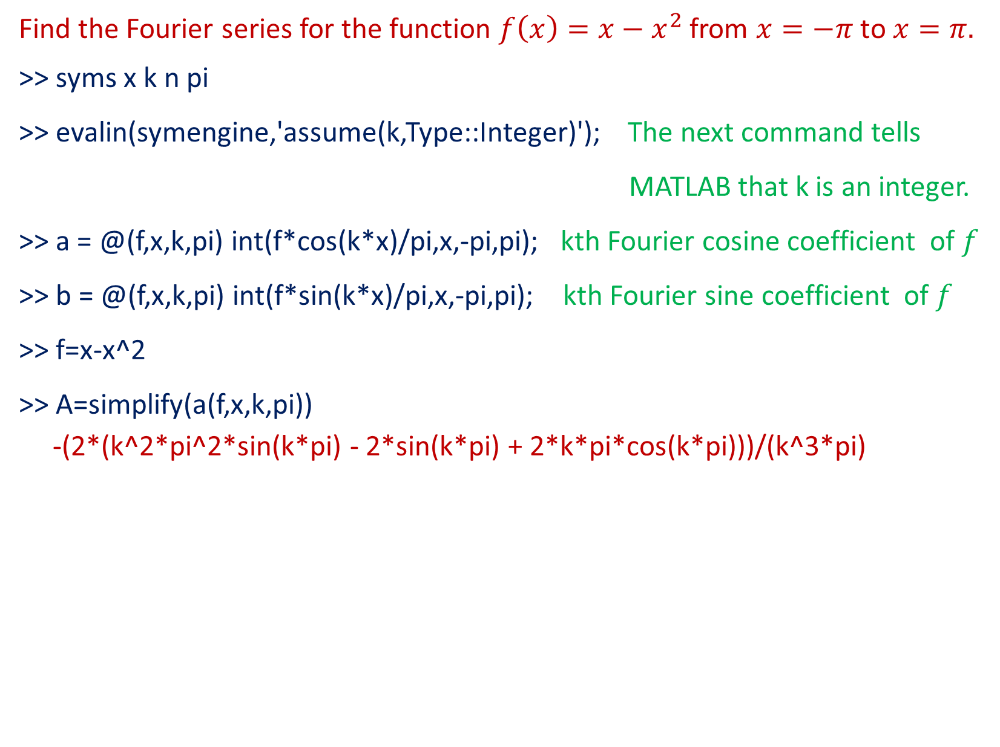 Find the Fourier series for the function 𝑓(𝑥) = 𝑥 − 𝑥² from 𝑥 = −𝜋 to 𝑥 = 𝜋.
>> syms x k n pi
>> evalin(symengine,'assume(k,Type::Integer)'); The next command tells
MATLAB that k is an integer.
>> a = @(f,x,k,pi) int(f*cos(k*x)/pi,x,-pi,pi); kth Fourier cosine coefficient of 𝑓
>> b = @(f,x,k,pi) int(f*sin(k*x)/pi,x,-pi,pi); kth Fourier sine coefficient of 𝑓
>> f=x-x^2
>> A=simplify(a(f,x,k,pi))
-(2*(k^2*pi^2*sin(k*pi) - 2*sin(k*pi) + 2*k*pi*cos(k*pi)))/(k^3*pi)